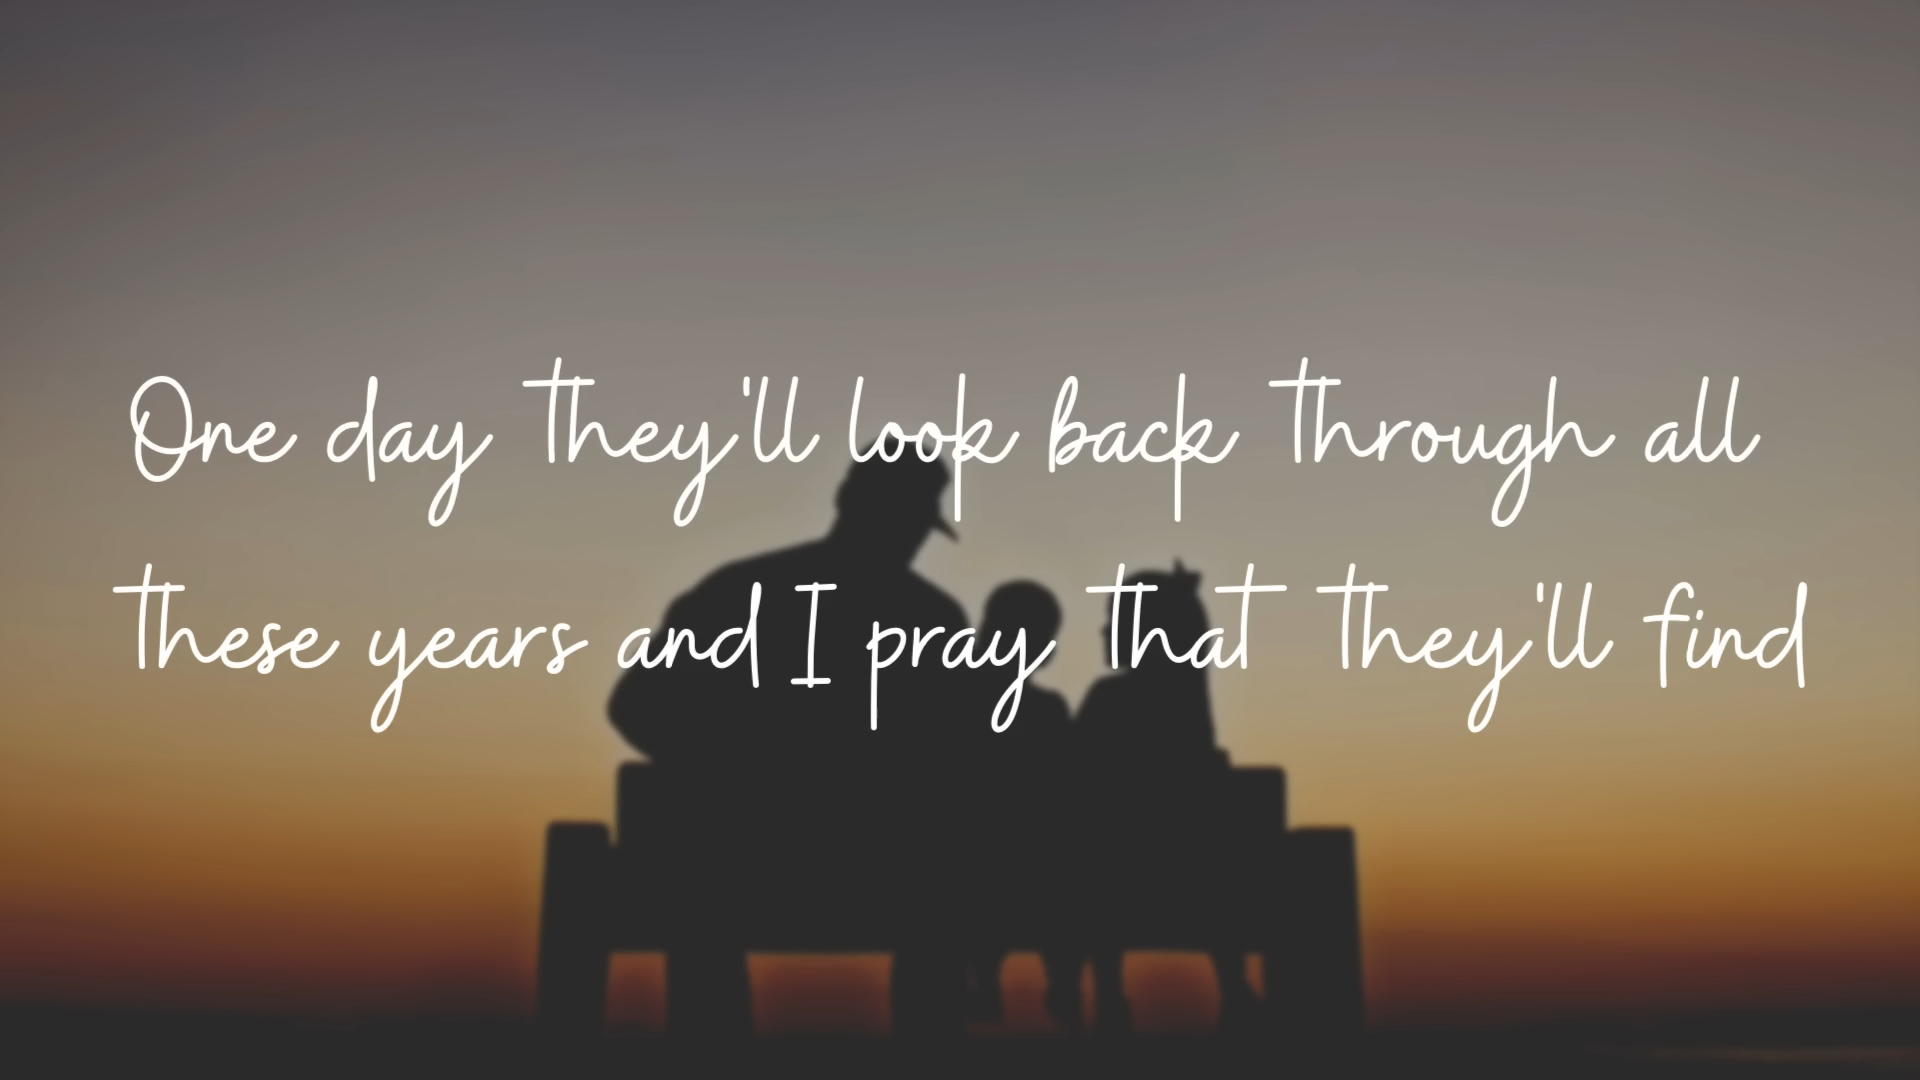 One day they'll look back through all
these years and I pray that they'll find